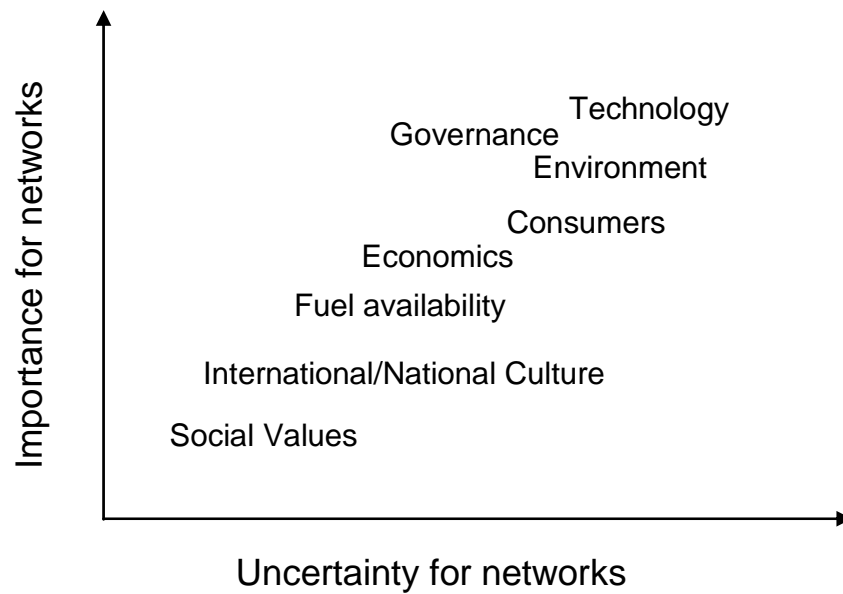 Importance for networks
Technology
Governance
Environment
Consumers
Economics
Fuel availability
International/National Culture
Social Values
Uncertainty for networks